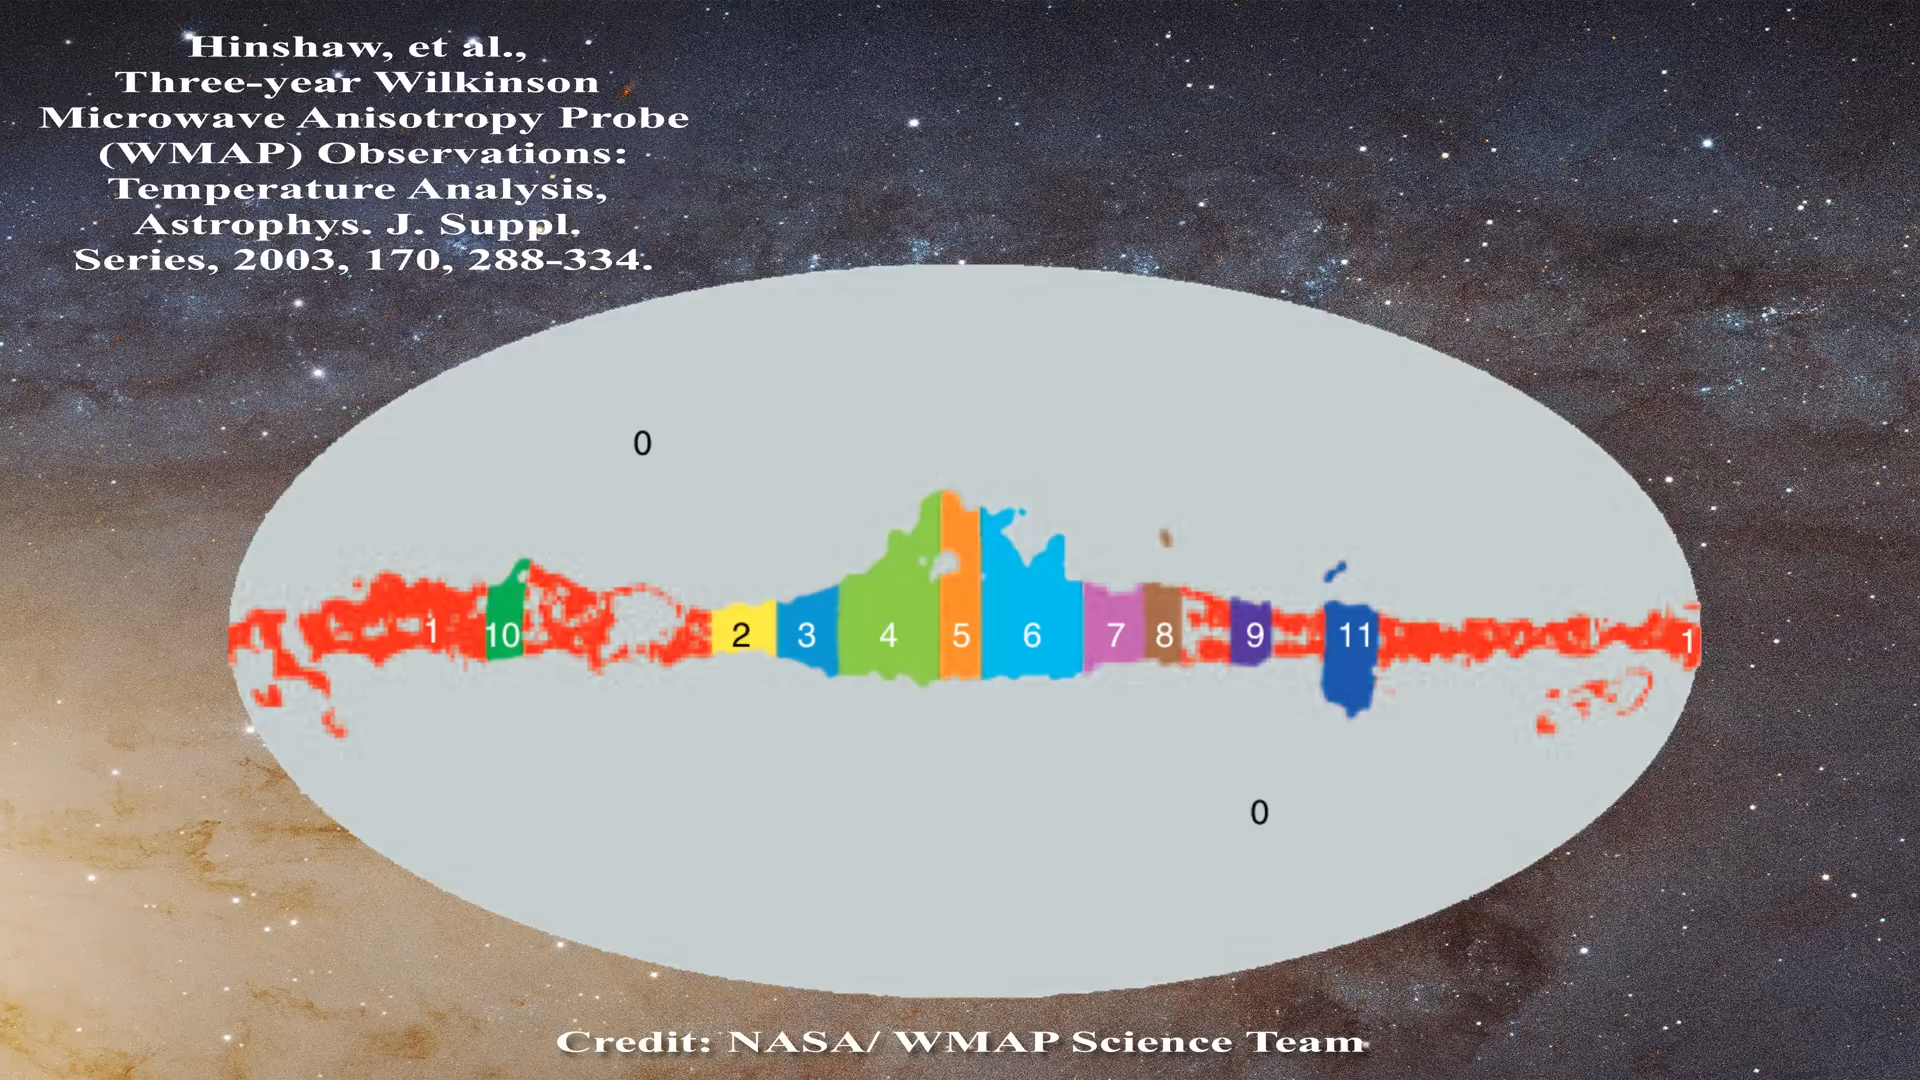 Hinshaw, et al.,
Three-year Wilkinson
Microwave Anisotropy Probe
(WMAP) Observations:
Temperature Analysis,
Astrophys. J. Suppl,
Series, 2003, 170, 288-334.
0
1 10 2 3 4 5 6 7 8 9 11 1
0
Credit: NASA/ WMAP Science Team